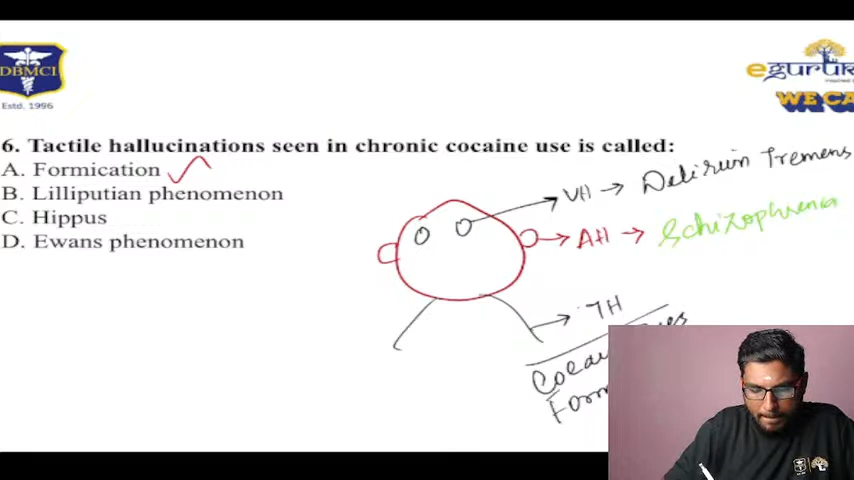 DBMCI
Estd. 1996
eGuruk
WE CA
6. Tactile hallucinations seen in chronic cocaine use is called:
A. Formication
B. Lilliputian phenomenon
C. Hippus
D. Ewans phenomenon
VH → Delirium Tremens
AH → Schizophrenia
TH